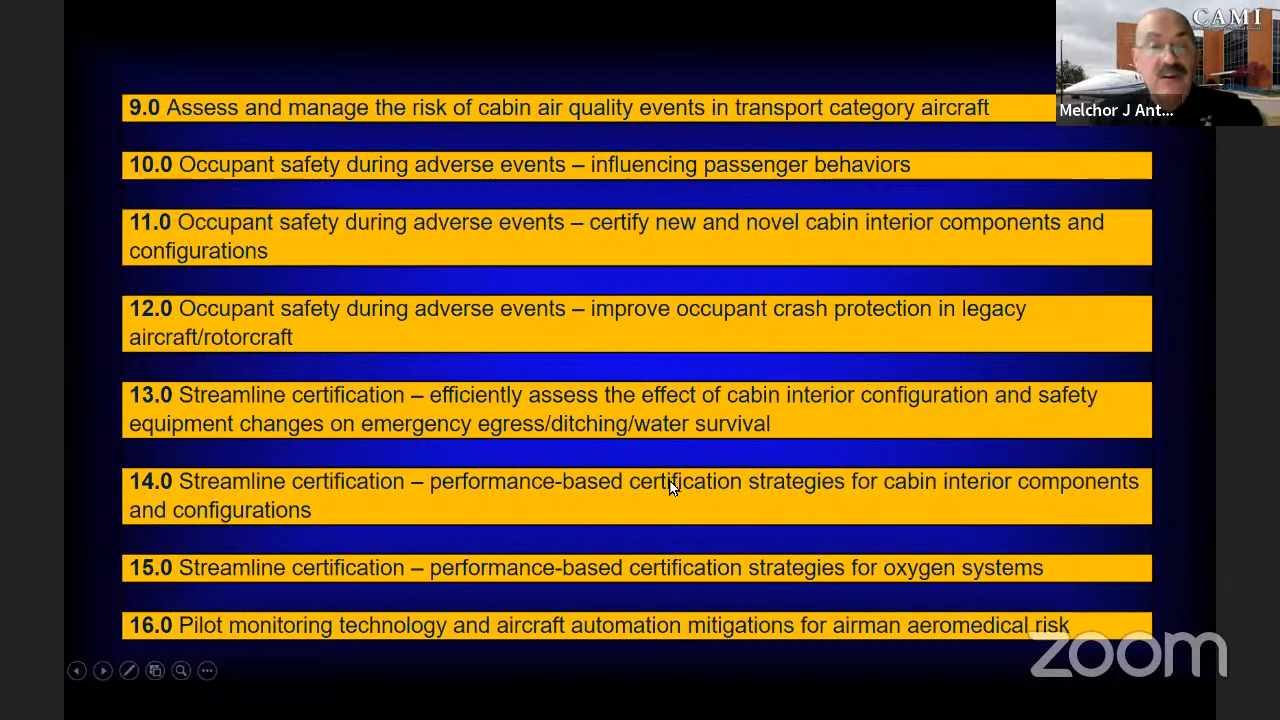 CAMI
Melchor J Ant...
9.0 Assess and manage the risk of cabin air quality events in transport category aircraft
10.0 Occupant safety during adverse events – influencing passenger behaviors
11.0 Occupant safety during adverse events – certify new and novel cabin interior components and
configurations
12.0 Occupant safety during adverse events – improve occupant crash protection in legacy
aircraft/rotorcraft
13.0 Streamline certification – efficiently assess the effect of cabin interior configuration and safety
equipment changes on emergency egress/ditching/water survival
14.0 Streamline certification – performance-based certification strategies for cabin interior components
and configurations
15.0 Streamline certification – performance-based certification strategies for oxygen systems
16.0 Pilot monitoring technology and aircraft automation mitigations for airman aeromedical risk
zoom